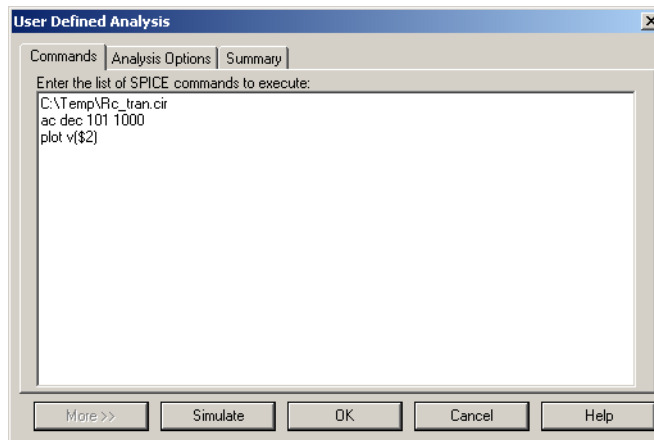 User Defined Analysis
Commands Analysis Options Summary
Enter the list of SPICE commands to execute:
C:\Temp\Rc_tran.cir
ac dec 101 1000
plot v($2)
More >> Simulate OK Cancel Help